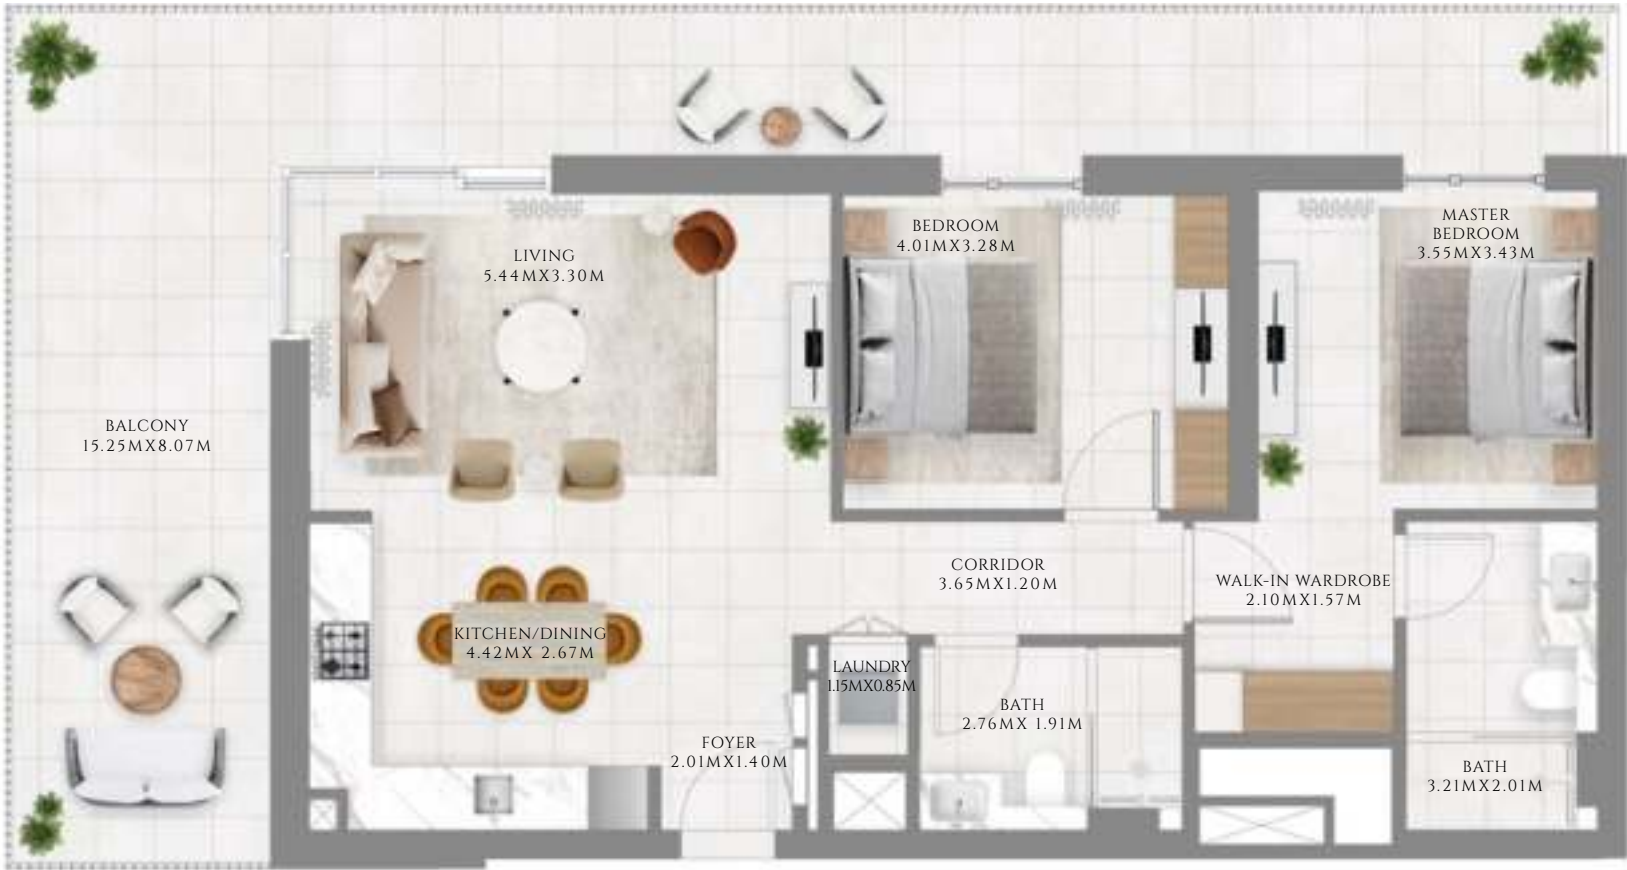 BEDROOM
4.01MX3.28M
MASTER
BEDROOM
3.55MX3.43M
LIVING
5.44MX3.30M
BALCONY
15.25MX8.07M
CORRIDOR
3.65MX1.20M
WALK-IN WARDROBE
2.10MX1.57M
KITCHEN/DINING
4.42MX 2.67M
LAUNDRY
1.15MX0.85M
BATH
2.76MX 1.91M
FOYER
2.01MX1.40M
BATH
3.21MX2.01M